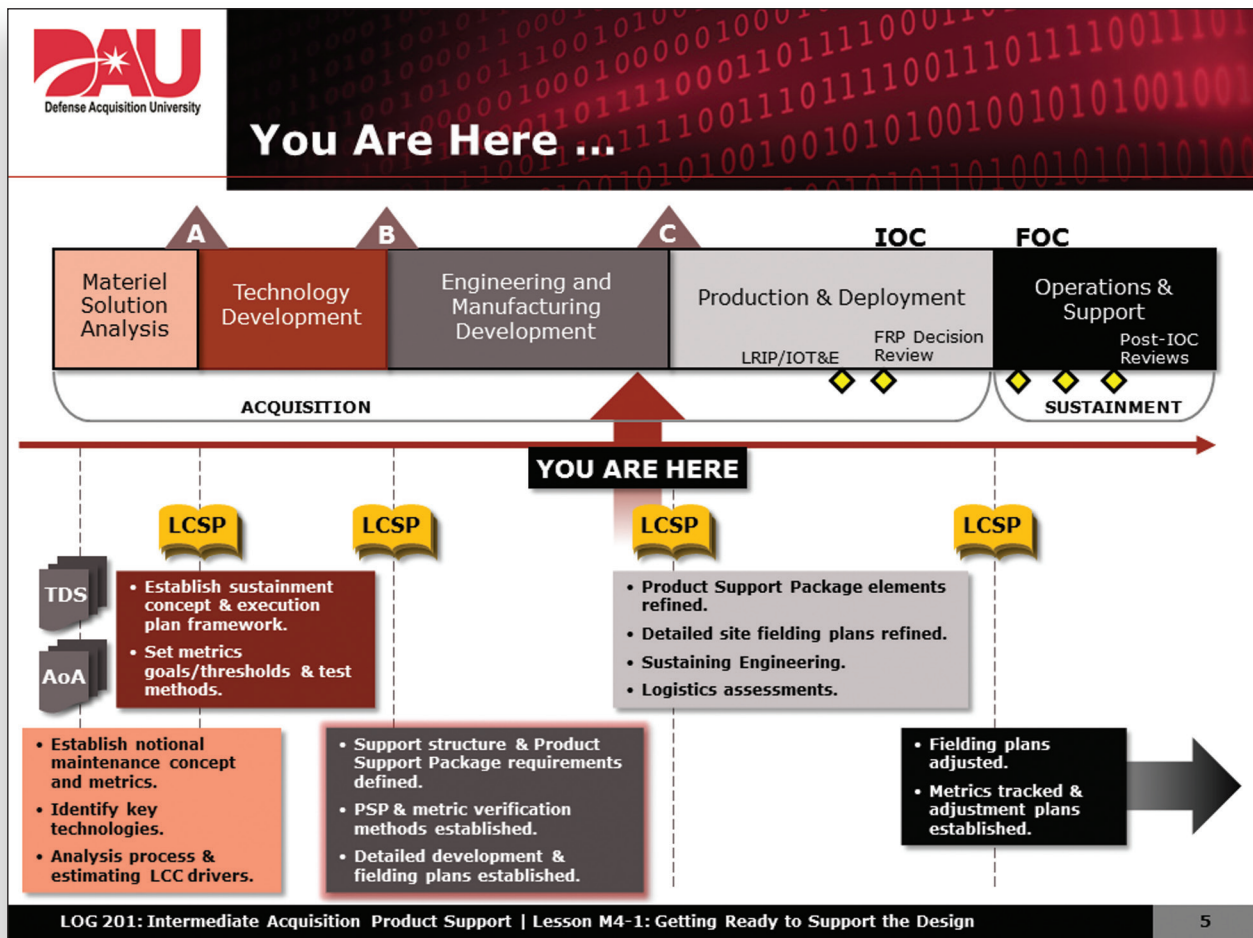 DAU
Defense Acquisition University
You Are Here ...
A
B
C
IOC
FOC
Materiel
Solution
Analysis
Technology
Development
Engineering and
Manufacturing
Development
Production & Deployment
LRIP/IOT&E
FRP Decision
Review
Operations &
Support
Post-IOC
Reviews
ACQUISITION
SUSTAINMENT
YOU ARE HERE
LCSP
LCSP
LCSP
LCSP
TDS
AoA
• Establish sustainment
concept & execution
plan framework.
• Set metrics
goals/thresholds & test
methods.
• Product Support Package elements
refined.
• Detailed site fielding plans refined.
• Sustaining Engineering.
• Logistics assessments.
• Establish notional
maintenance concept
and metrics.
• Identify key
technologies.
• Analysis process &
estimating LCC drivers.
• Support structure & Product
Support Package requirements
defined.
• PSP & metric verification
methods established.
• Detailed development &
fielding plans established.
• Fielding plans
adjusted.
• Metrics tracked &
adjustment plans
established.
LOG 201: Intermediate Acquisition Product Support | Lesson M4-1: Getting Ready to Support the Design
5